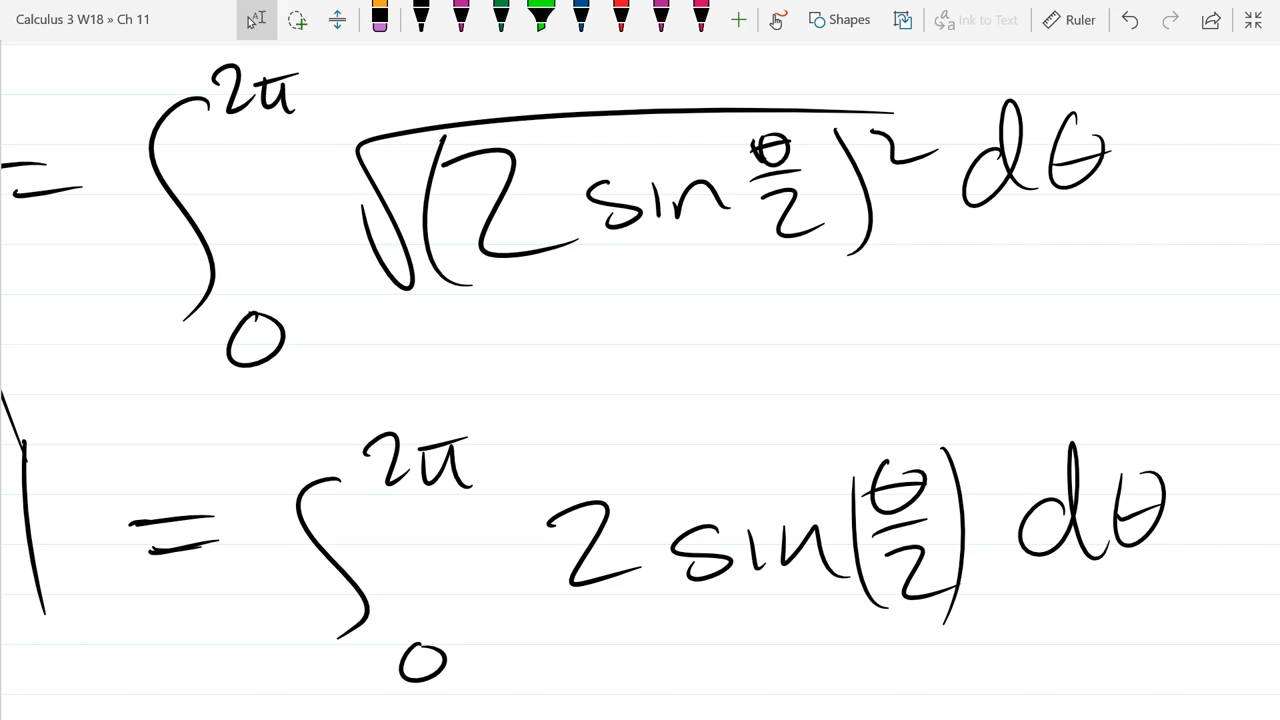 Calculus 3 W18 » Ch 11
Shapes
Ink to Text
Ruler
= ∫₀^{2π} √((2 sin θ/2)²) dθ
= ∫₀^{2π} 2 sin(θ/2) dθ